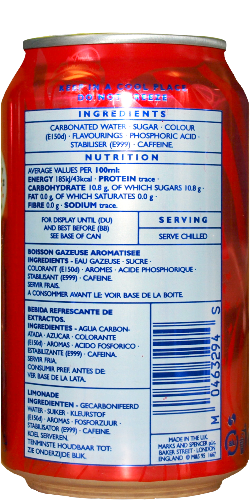 KEEP IN A COOL PLACE
DO NOT FREEZE
INGREDIENTS
CARBONATED WATER · SUGAR · COLOUR
(E150d) · FLAVOURINGS · PHOSPHORIC ACID ·
STABILISER (E999) · CAFFEINE.
NUTRITION
AVERAGE VALUES PER 100ml:
ENERGY 185kJ/43kcal · PROTEIN trace ·
CARBOHYDRATE 10.8 g, OF WHICH SUGARS 10.8 g ·
FAT 0.0 g, OF WHICH SATURATES 0.0 g ·
FIBRE 0.0 g · SODIUM trace.
FOR DISPLAY UNTIL (DU)
AND BEST BEFORE (BB)
SEE BASE OF CAN
SERVING
SERVE CHILLED
BOISSON GAZEUSE AROMATISEE
INGREDIENTS - EAU GAZEUSE · SUCRE ·
COLORANT (E150d) · AROMES · ACIDE PHOSPHORIQUE ·
STABILISANT (E999) · CAFEINE.
SERVIR FRAIS.
A CONSOMMER AVANT LE: VOIR BASE DE LA BOITE.
BEBIDA REFRESCANTE DE
EXTRACTOS.
INGREDIENTES - AGUA CARBON-
ATADA · AZUCAR · COLORANTE
(E150d) · AROMAS · ACIDO FOSFORICO ·
ESTABILIZANTE (E999) · CAFEINA.
SERVIR FRIA.
CONSUMIR PREF. ANTES DE:
VER BASE DE LA LATA.
LIMONADE
INGREDIENTEN - GECARBONIFEERD
WATER · SUIKER · KLEURSTOF
(E150d) · AROMAS · FOSFORZUUR ·
STABILISATOR (E999) · CAFEINE.
KOEL SERVEREN.
TENMINSTE HOUDBAAR TOT:
ZIE ONDERZIJDE BLIK.
M 0463294 S
MADE IN THE U.K.
MARKS AND SPENCER p.l.c.
BAKER STREET · LONDON
ENGLAND © M&S 95